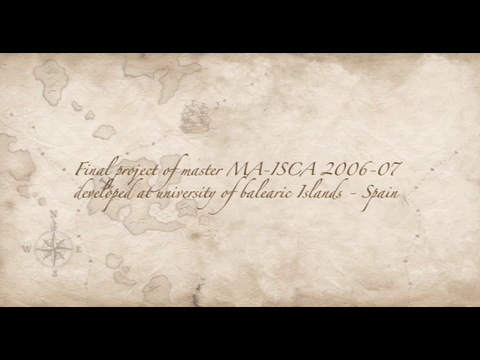 Final project of master MA-ISCA 2006-07
developed at university of balearic Islands - Spain
N
W E
S